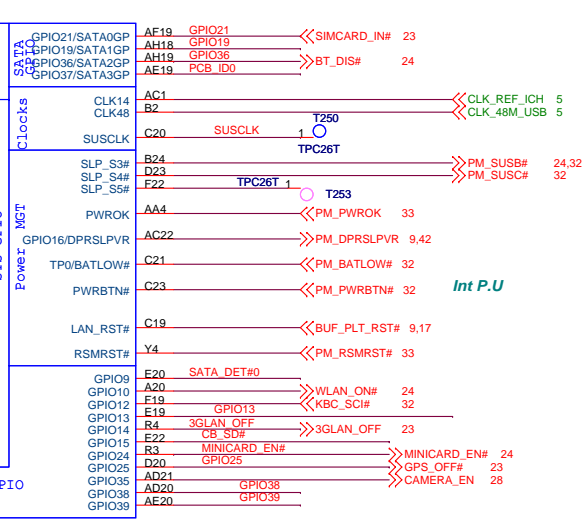 GPIO21/SATA0GP AF19 GPIO21 SIMCARD_IN# 23
GPIO19/SATA1GP AH18 GPIO19
GPIO36/SATA2GP AH19 GPIO36 BT_DIS# 24
GPIO37/SATA3GP AE19 PCB_ID0
SATA
GPIO
CLK14 AC1 CLK_REF_ICH 5
CLK48 B2 CLK_48M_USB 5
Clocks
T250
SUSCLK C20 SUSCLK 1
TPC26T
SLP_S3# B24 PM_SUSB# 24,32
SLP_S4# D23 PM_SUSC# 32
SLP_S5# F22 TPC26T 1
T253
PWROK AA4 PM_PWROK 33
GPIO16/DPRSLPVR AC22 PM_DPRSLPVR 9,42
Power MGT
TP0/BATLOW# C21 PM_BATLOW# 32
PWRBTN# C23 PM_PWRBTN# 32
Int P.U
LAN_RST# C19 BUF_PLT_RST# 9,17
RSMRST# Y4 PM_RSMRST# 33
GPIO9 E20 SATA_DET#0
GPIO10 A20 WLAN_ON# 24
GPIO12 F19 KBC_SCI# 32
GPIO13 E19 GPIO13
GPIO14 R4 3GLAN_OFF 3GLAN_OFF 23
GPIO15 E22 CB_SD#
GPIO24 R3 MINICARD_EN# MINICARD_EN# 24
GPIO25 D20 GPIO25 GPS_OFF# 23
GPIO35 AD21 CAMERA_EN 28
GPIO38 AD20 GPIO38
GPIO39 AE20 GPIO39